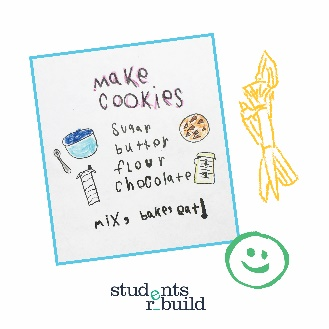 make
cookies
Sugar
butter
flour
chocolate
mix, bake, eat!
students
rebuild